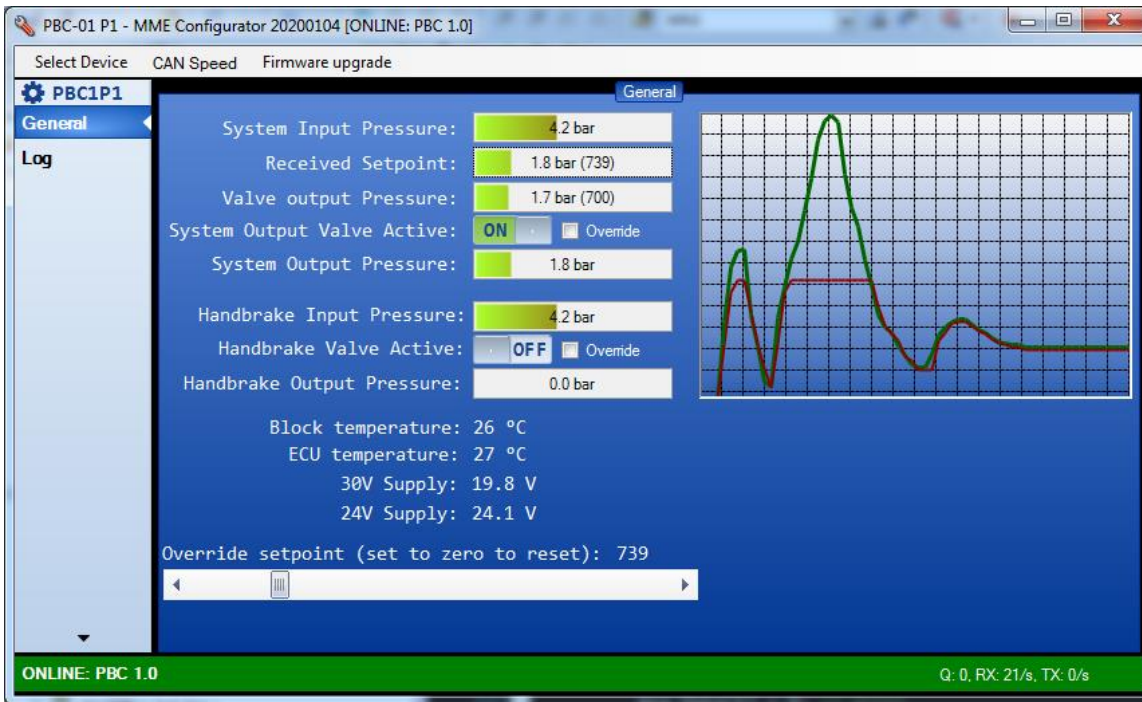 PBC-01 P1 - MME Configurator 20200104 [ONLINE: PBC 1.0]
Select Device CAN Speed Firmware upgrade
PBC1P1
General
Log
General
System Input Pressure: 4.2 bar
Received Setpoint: 1.8 bar (739)
Valve output Pressure: 1.7 bar (700)
System Output Valve Active: ON Override
System Output Pressure: 1.8 bar
Handbrake Input Pressure: 4.2 bar
Handbrake Valve Active: OFF Override
Handbrake Output Pressure: 0.0 bar
Block temperature: 26 ºC
ECU temperature: 27 ºC
30V Supply: 19.8 V
24V Supply: 24.1 V
Override setpoint (set to zero to reset): 739
ONLINE: PBC 1.0 Q: 0, RX: 21/s, TX: 0/s